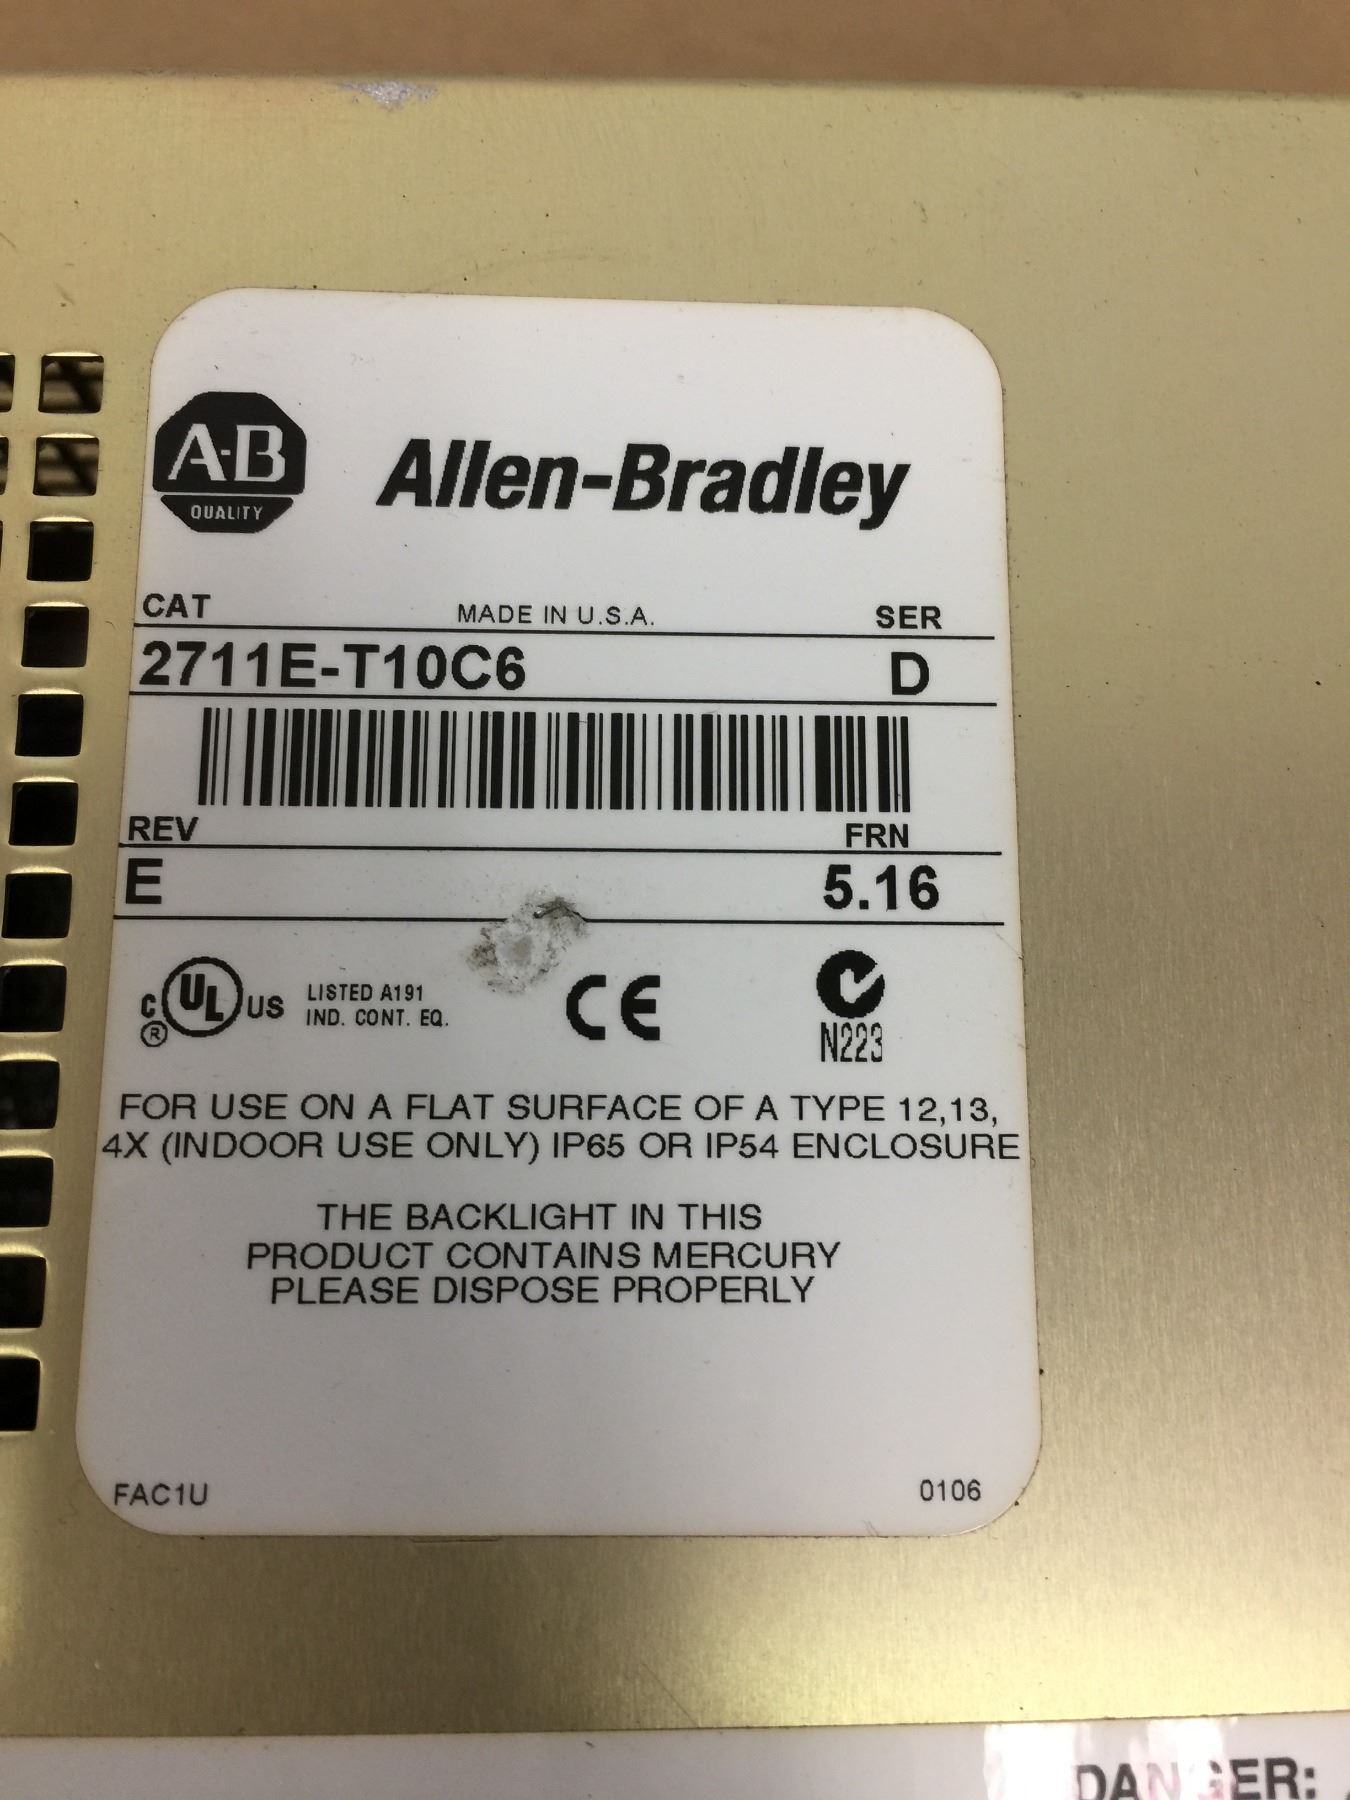 A-B
QUALITY
Allen-Bradley
CAT MADE IN U.S.A. SER
2711E-T10C6 D
REV FRN
E 5.16
C UL US LISTED A191
® IND. CONT. EQ.
CE
N223
FOR USE ON A FLAT SURFACE OF A TYPE 12,13,
4X (INDOOR USE ONLY) IP65 OR IP54 ENCLOSURE
THE BACKLIGHT IN THIS
PRODUCT CONTAINS MERCURY
PLEASE DISPOSE PROPERLY
FAC1U 0106
DANGER: